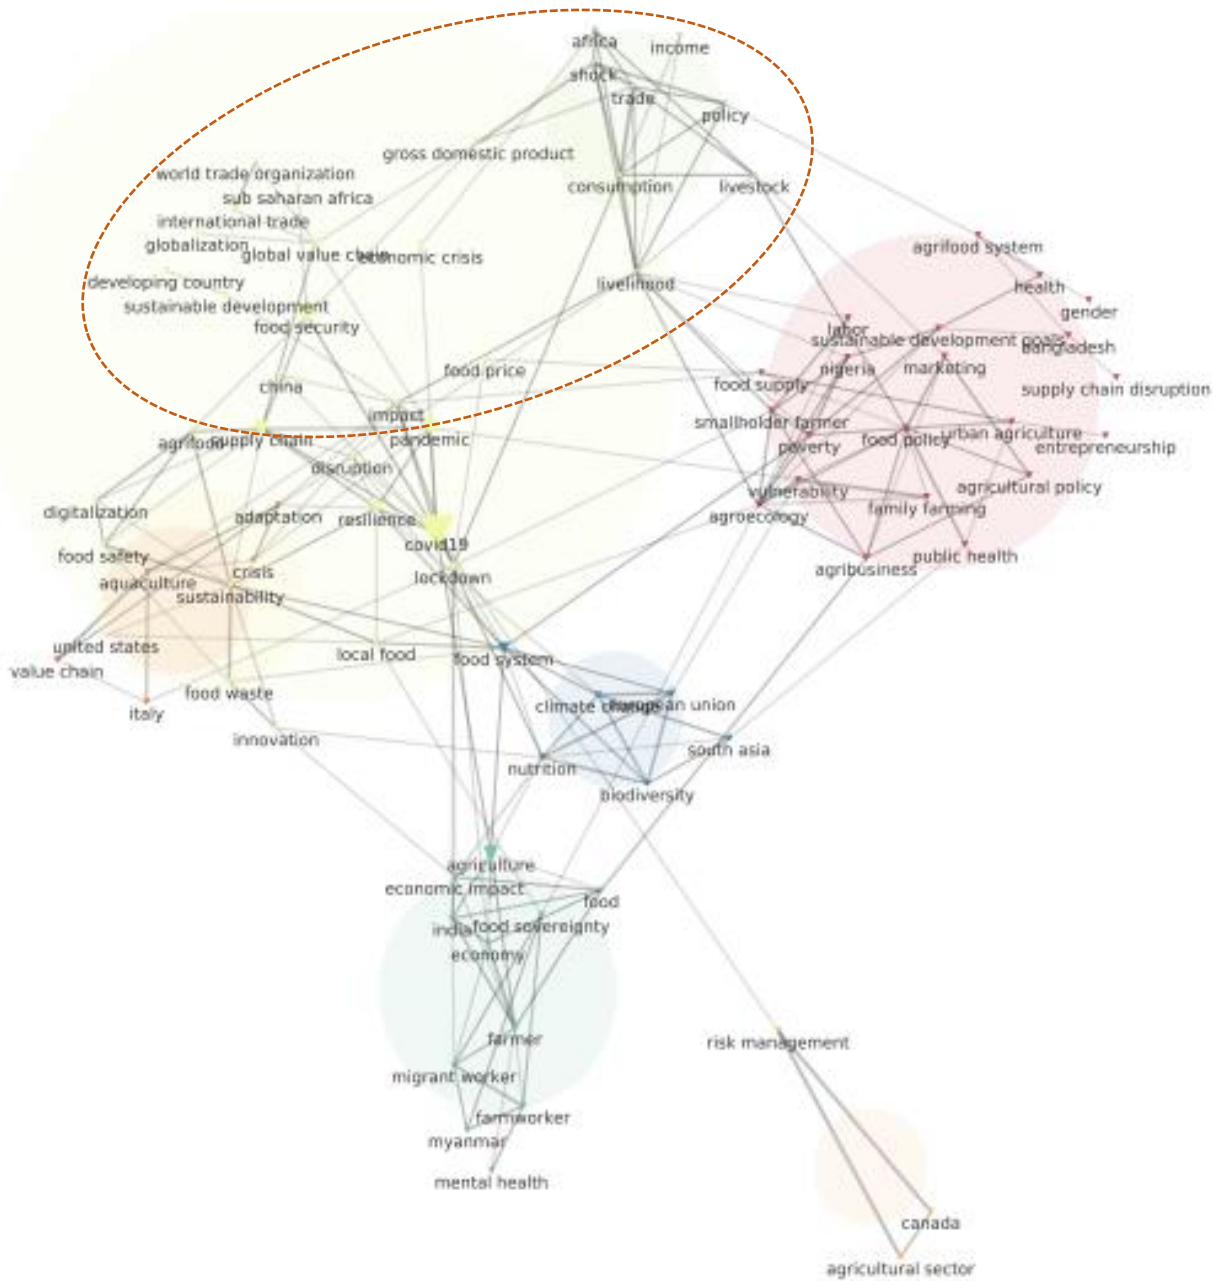 africa
income
shock
trade
policy
gross domestic product
world trade organization
consumption
livestock
sub saharan africa
international trade
globalization
global value chain
economic crisis
agrifood system
developing country
livelihood
health
sustainable development
gender
food security
labor
sustainable development goals
bangladesh
food price
nigeria
marketing
china
food supply
supply chain disruption
impact
smallholder farmer
agrifood
supply chain
pandemic
poverty
food policy
urban agriculture
entrepreneurship
disruption
vulnerability
agricultural policy
digitalization
adaptation
resilience
agroecology
family farming
covid19
food safety
public health
crisis
agribusiness
aquaculture
lockdown
sustainability
united states
local food
food system
value chain
food waste
climate change
european union
italy
innovation
south asia
nutrition
biodiversity
agriculture
economic impact
food
india
food sovereignty
economy
farmer
risk management
migrant worker
farmworker
myanmar
mental health
canada
agricultural sector